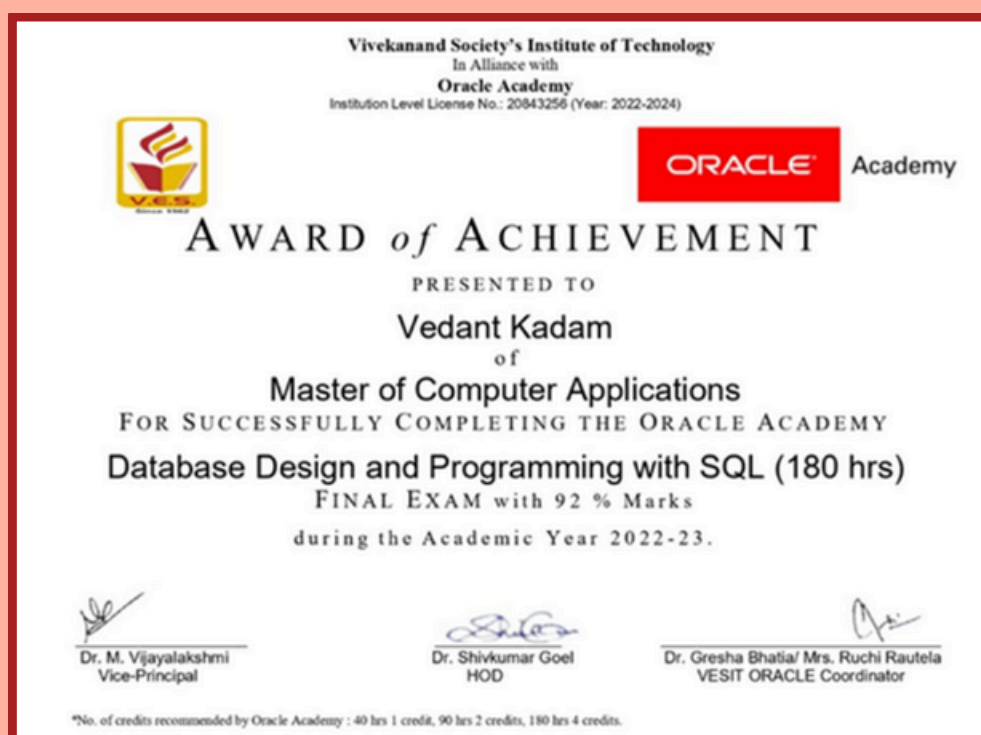 Vivekanand Society's Institute of Technology
In Alliance with
Oracle Academy
Institution Level License No.: 20843256 (Year: 2022-2024)
V.E.S.
Since 1962
ORACLE Academy
AWARD of ACHIEVEMENT
PRESENTED TO
Vedant Kadam
of
Master of Computer Applications
FOR SUCCESSFULLY COMPLETING THE ORACLE ACADEMY
Database Design and Programming with SQL (180 hrs)
FINAL EXAM with 92 % Marks
during the Academic Year 2022-23.
Dr. M. Vijayalakshmi
Vice-Principal
Dr. Shivkumar Goel
HOD
Dr. Gresha Bhatia/ Mrs. Ruchi Rautela
VESIT ORACLE Coordinator
*No. of credits recommended by Oracle Academy : 40 hrs 1 credit, 90 hrs 2 credits, 180 hrs 4 credits.